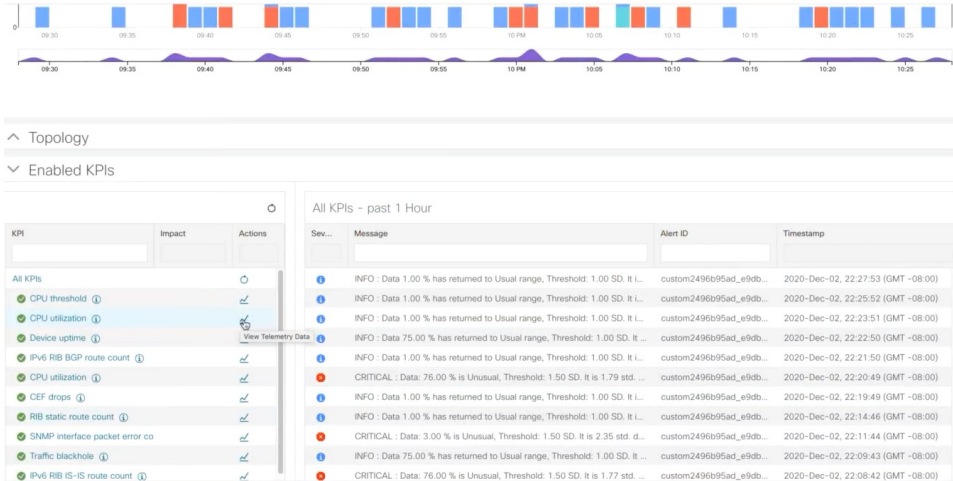 0
09:30 09:35 09:40 09:45 09:50 09:55 10 PM 10:05 10:10 10:15 10:20 10:25
09:30 09:35 09:40 09:45 09:50 09:55 10 PM 10:05 10:10 10:15 10:20 10:25
Topology
Enabled KPIs
All KPIs - past 1 Hour
KPI Impact Actions
Sev... Message Alert ID Timestamp
All KPIs
INFO : Data 1.00 % has returned to Usual range, Threshold: 1.00 SD. It i... custom2496b95ad_e9db... 2020-Dec-02, 22:27:53 (GMT -08:00)
CPU threshold
INFO : Data 1.00 % has returned to Usual range, Threshold: 1.00 SD. It i... custom2496b95ad_e9db... 2020-Dec-02, 22:25:52 (GMT -08:00)
CPU utilization
INFO : Data 1.00 % has returned to Usual range, Threshold: 1.00 SD. It i... custom2496b95ad_e9db... 2020-Dec-02, 22:23:51 (GMT -08:00)
Device uptime
View Telemetry Data
INFO : Data 75.00 % has returned to Usual range, Threshold: 1.00 SD. It ... custom2496b95ad_e9db... 2020-Dec-02, 22:22:50 (GMT -08:00)
IPv6 RIB BGP route count
INFO : Data 1.00 % has returned to Usual range, Threshold: 1.00 SD. It i... custom2496b95ad_e9db... 2020-Dec-02, 22:21:50 (GMT -08:00)
CPU utilization
CRITICAL : Data: 76.00 % is Unusual, Threshold: 1.50 SD. It is 1.79 std. ... custom2496b95ad_e9db... 2020-Dec-02, 22:20:49 (GMT -08:00)
CEF drops
INFO : Data 1.00 % has returned to Usual range, Threshold: 1.00 SD. It i... custom2496b95ad_e9db... 2020-Dec-02, 22:19:49 (GMT -08:00)
RIB static route count
INFO : Data 1.00 % has returned to Usual range, Threshold: 1.00 SD. It i... custom2496b95ad_e9db... 2020-Dec-02, 22:14:46 (GMT -08:00)
SNMP interface packet error co
CRITICAL : Data: 3.00 % is Unusual, Threshold: 1.50 SD. It is 2.35 std. d... custom2496b95ad_e9db... 2020-Dec-02, 22:11:44 (GMT -08:00)
Traffic blackhole
INFO : Data 75.00 % has returned to Usual range, Threshold: 1.00 SD. It ... custom2496b95ad_e9db... 2020-Dec-02, 22:09:43 (GMT -08:00)
IPv6 RIB IS-IS route count
CRITICAL : Data: 76.00 % is Unusual, Threshold: 1.50 SD. It is 1.77 std. d... custom2496b95ad_e9db... 2020-Dec-02, 22:08:42 (GMT -08:00)